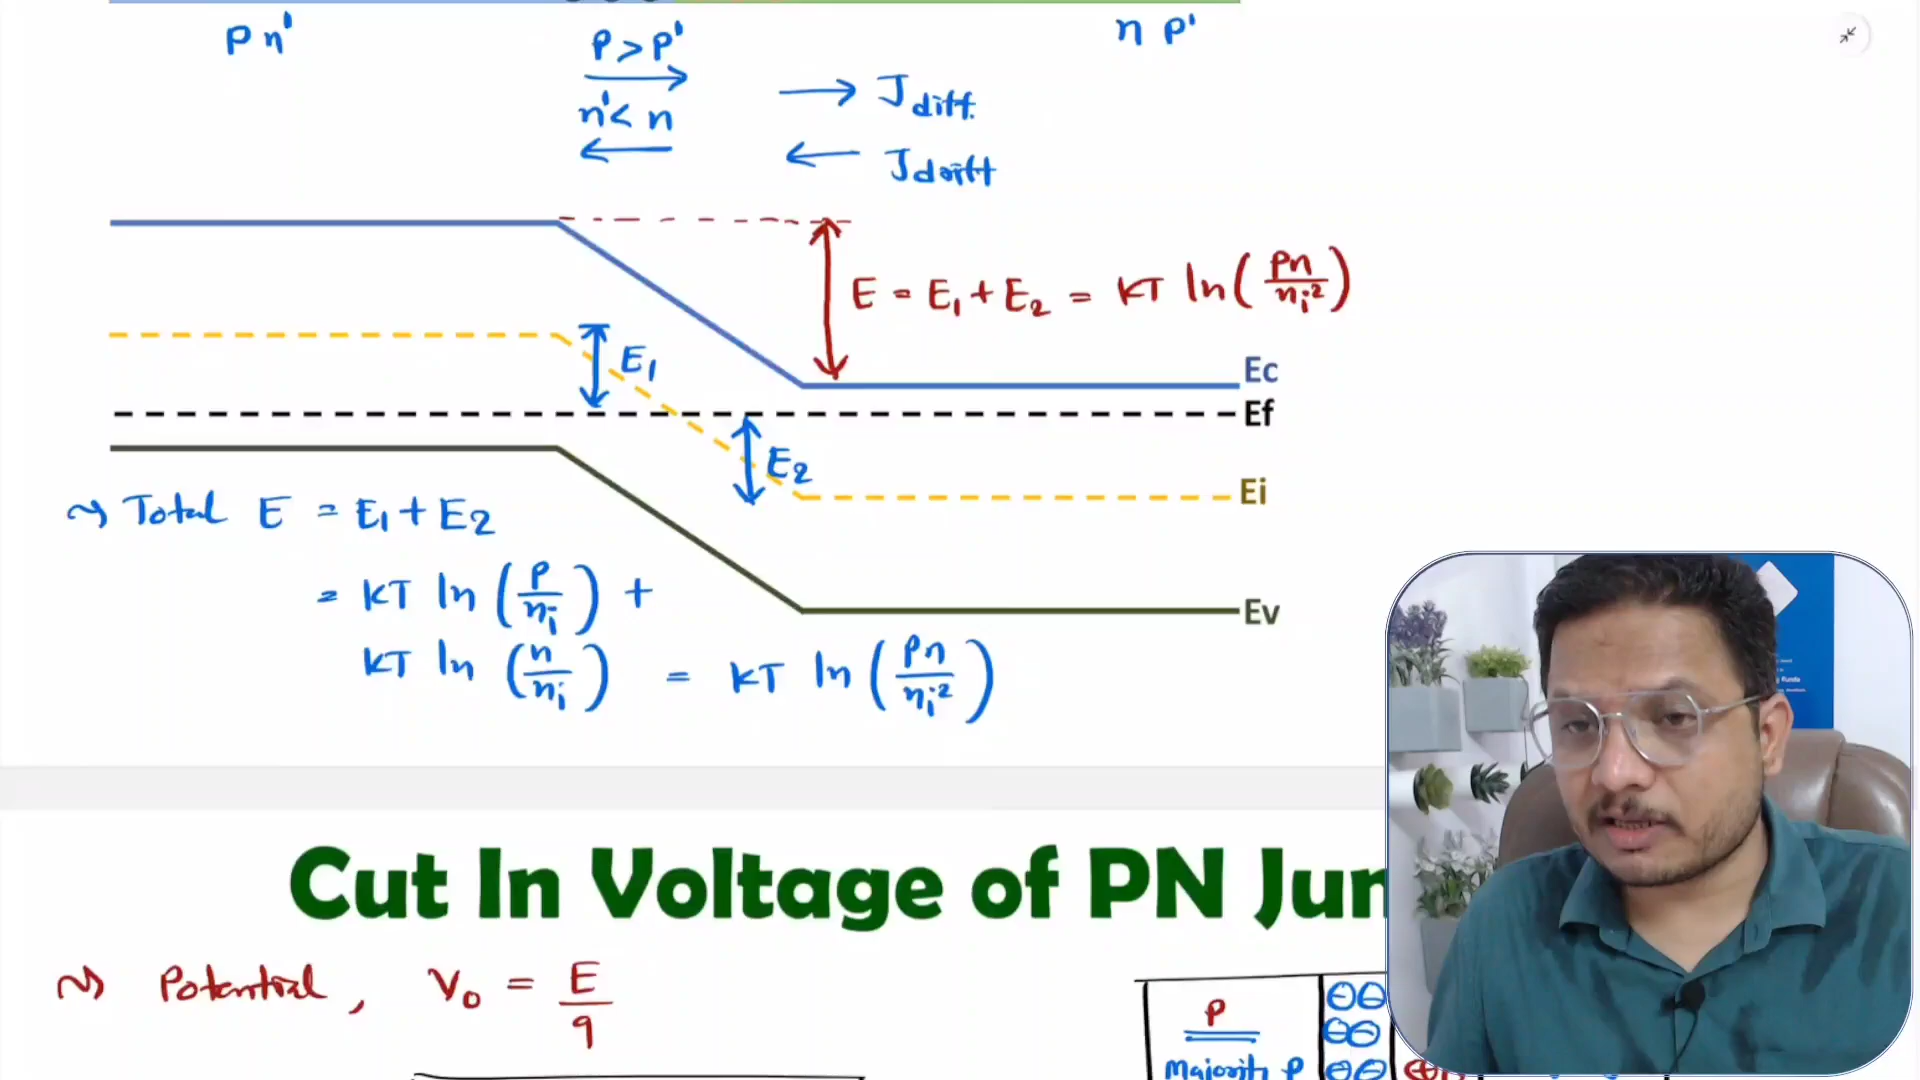 p n'
n p'
p > p'
n' < n
→ J diff.
← J drift
E = E₁ + E₂ = KT ln(pn/nᵢ²)
E₁
Ec
Ef
E₂
Ei
⇝ Total E = E₁ + E₂
= KT ln(p/nᵢ) +
KT ln(n/nᵢ) = KT ln(pn/nᵢ²)
Ev
Cut In Voltage of PN Jun
⇝ Potential, V₀ = E/q
P
Majority P